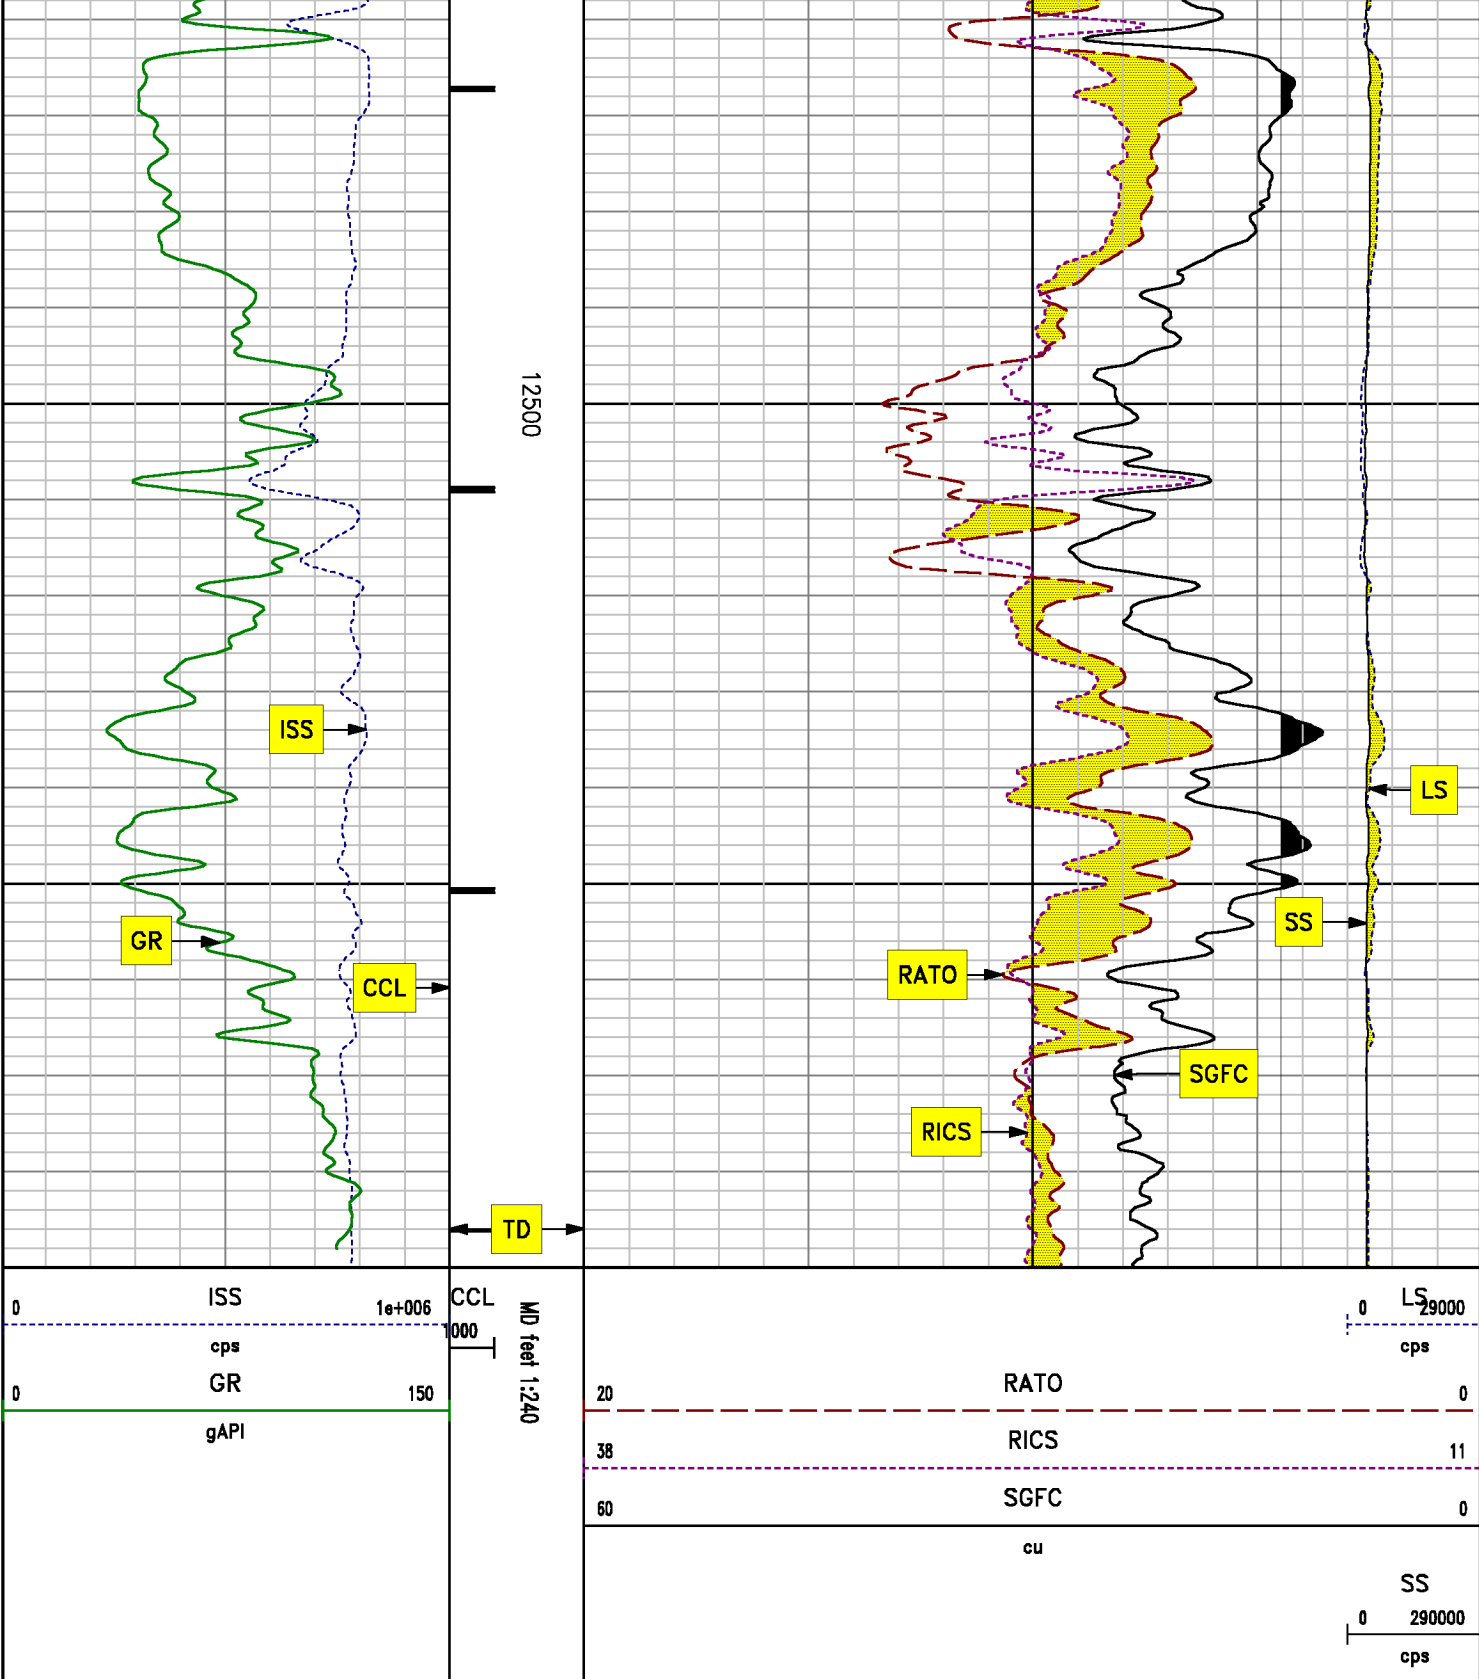 12500
ISS
LS
SS
GR
RATO
CCL
SGFC
RICS
TD
ISS
0 1e+006
cps
GR
0 150
gAPI
CCL
1000
MD feet 1:240
LS
0 29000
cps
RATO
20 0
RICS
38 11
SGFC
60 0
cu
SS
0 290000
cps